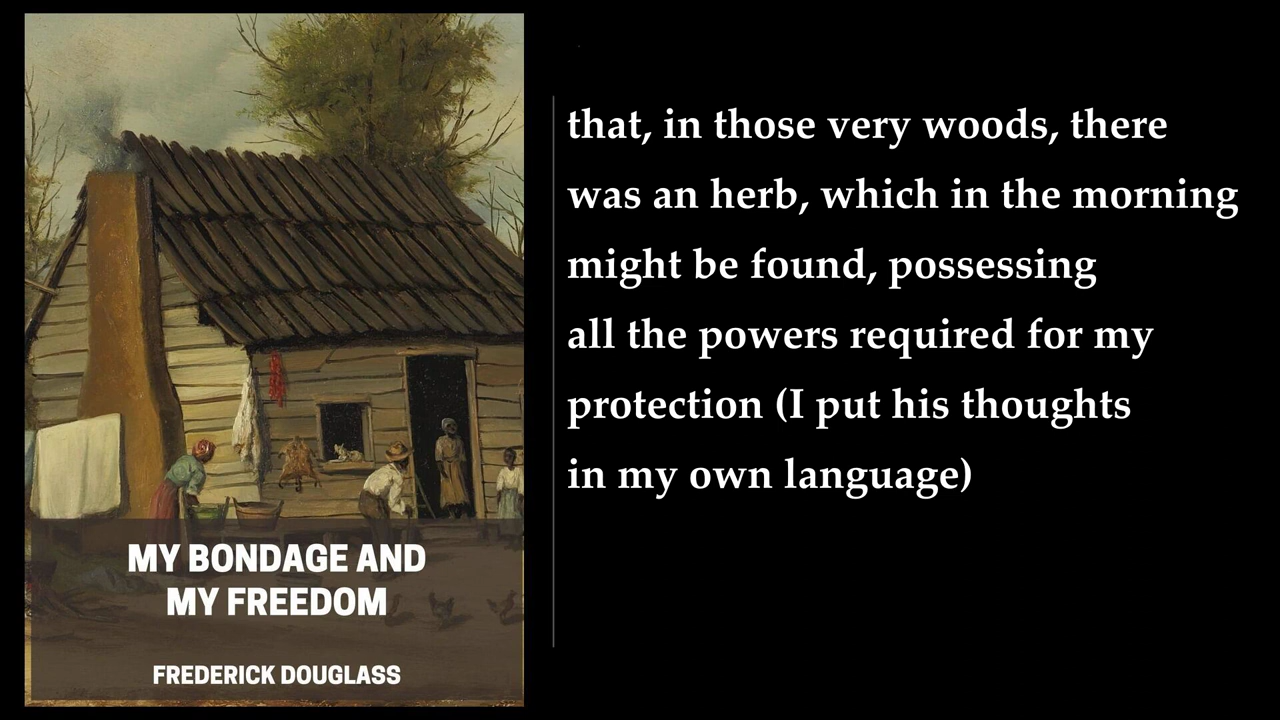 that, in those very woods, there
was an herb, which in the morning
might be found, possessing
all the powers required for my
protection (I put his thoughts
in my own language)
MY BONDAGE AND
MY FREEDOM
FREDERICK DOUGLASS